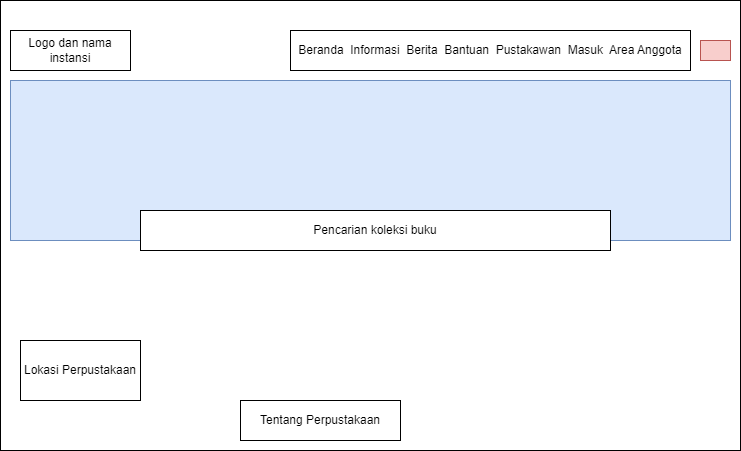 Logo dan nama
instansi
Beranda Informasi Berita Bantuan Pustakawan Masuk Area Anggota
Pencarian koleksi buku
Lokasi Perpustakaan
Tentang Perpustakaan